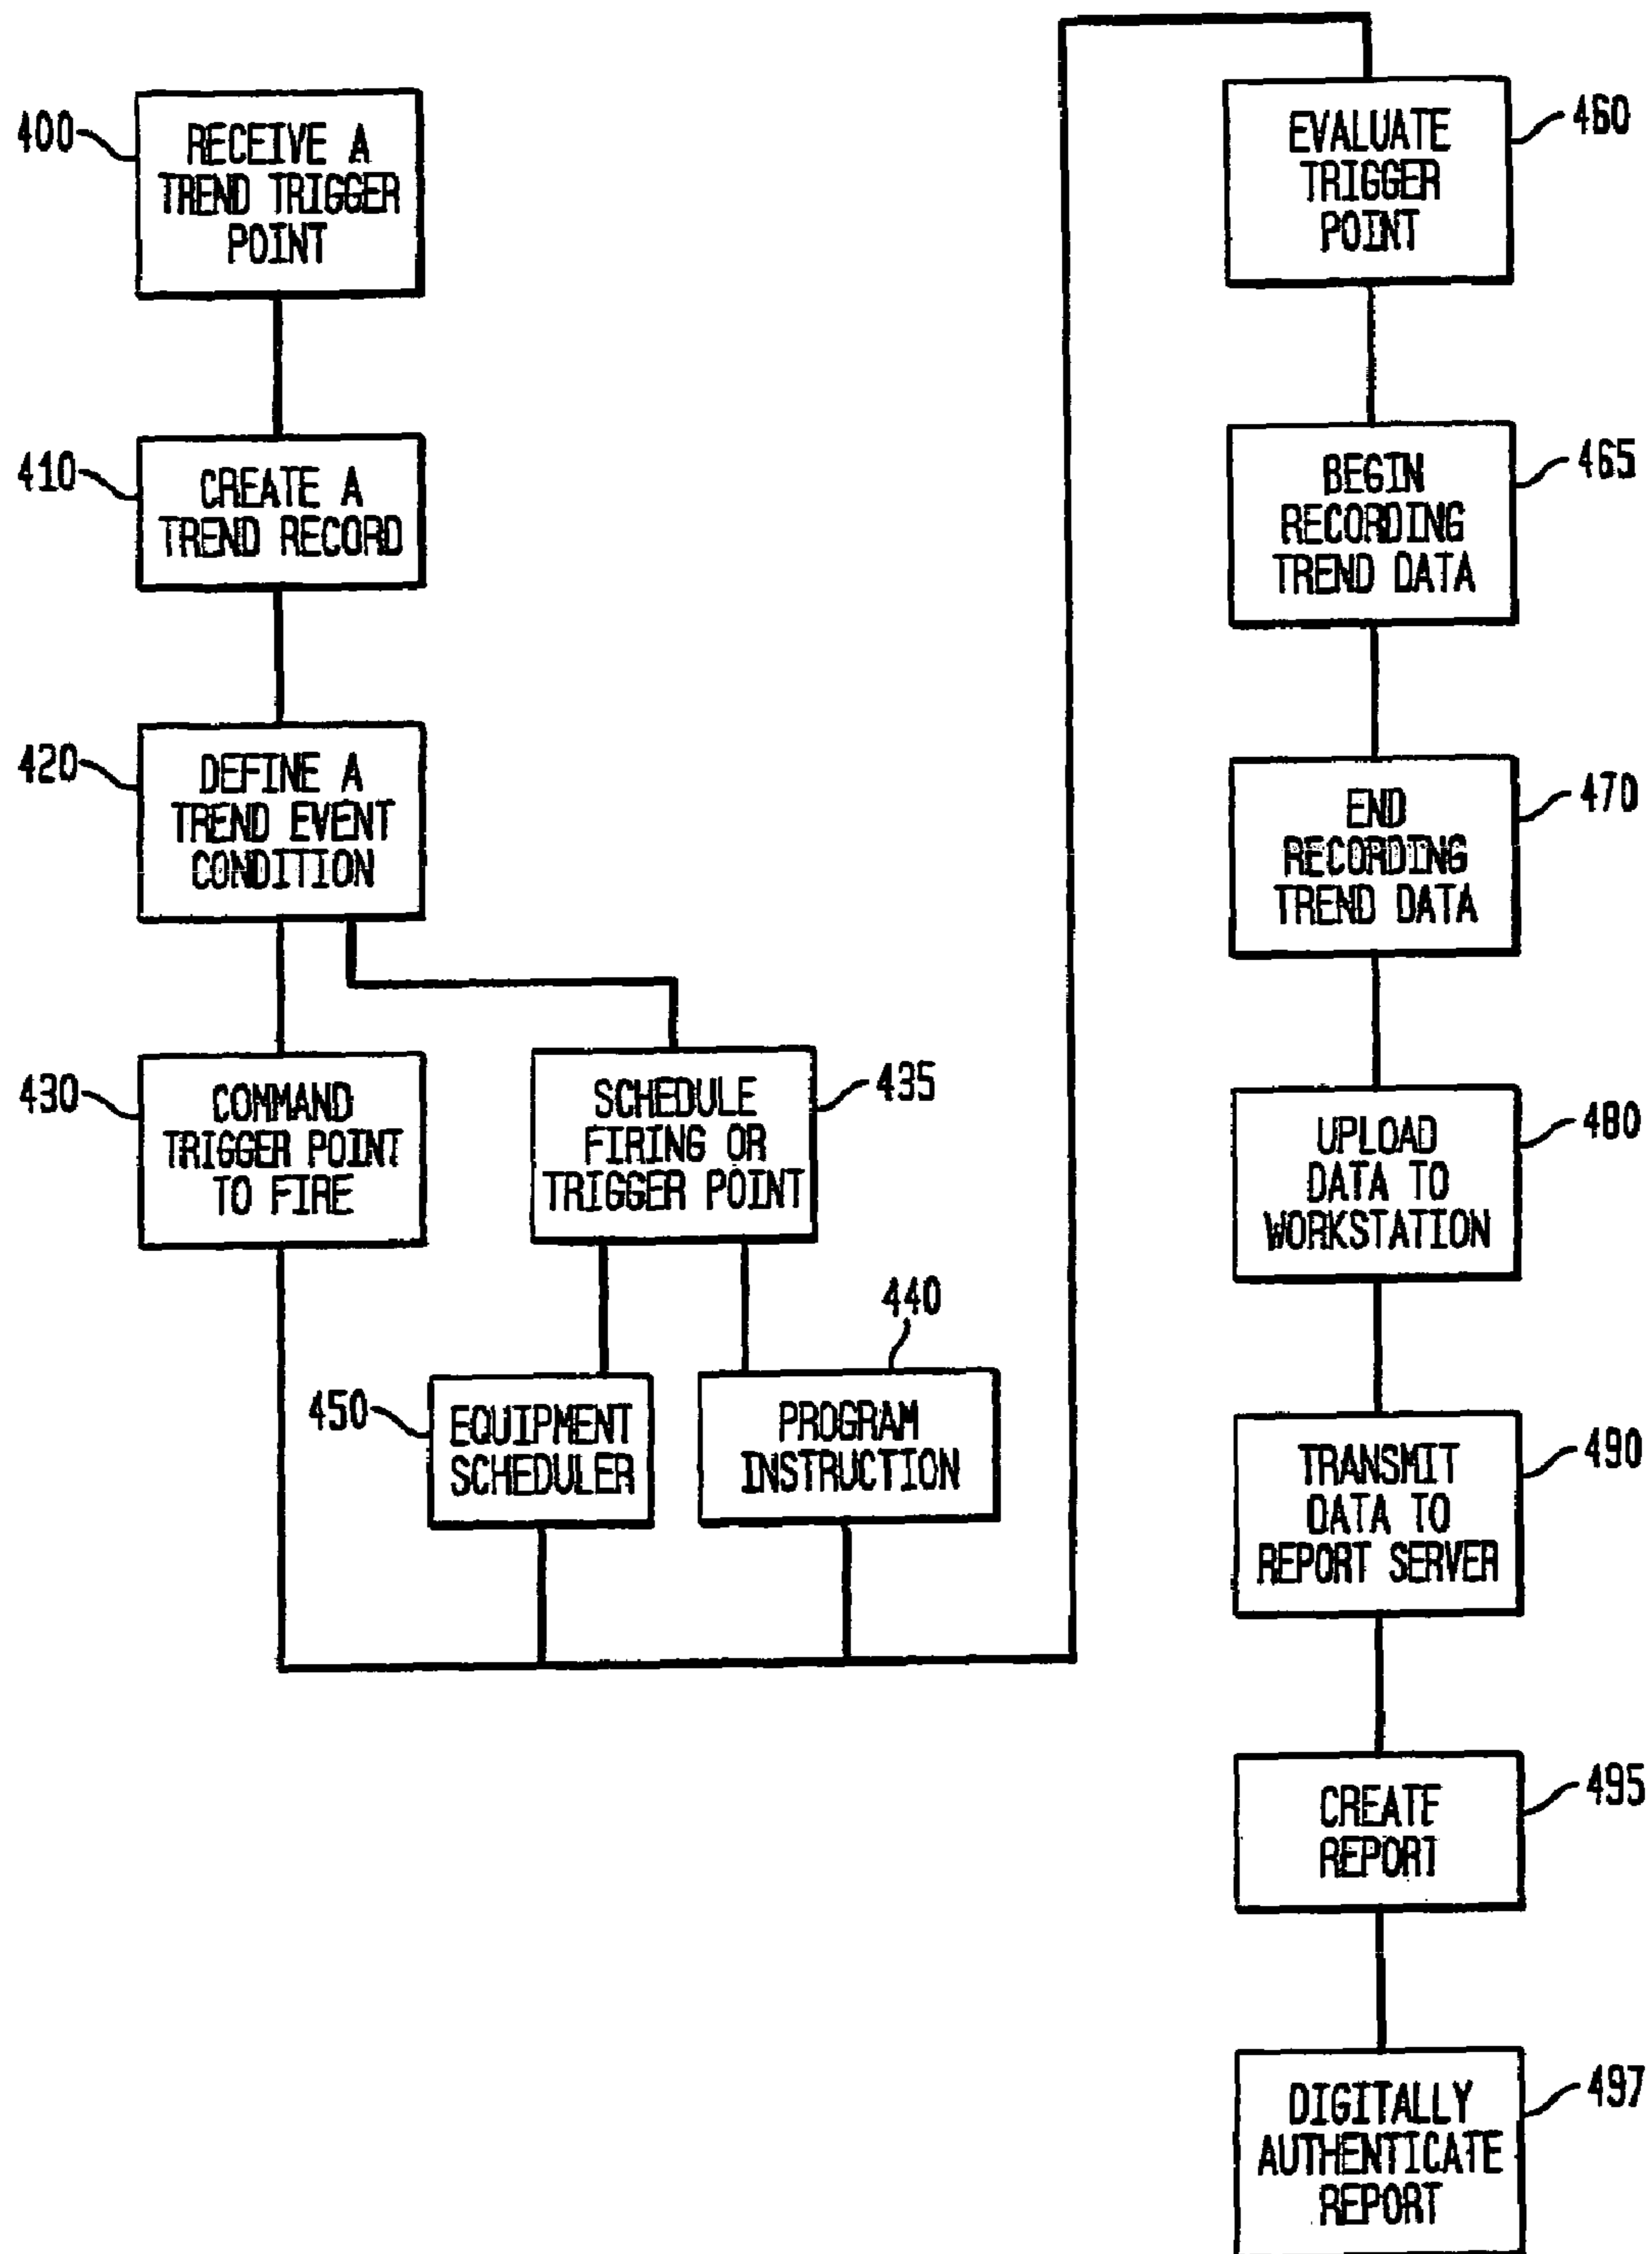 400
RECEIVE A
TREND TRIGGER
POINT
410
CREATE A
TREND RECORD
420
DEFINE A
TREND EVENT
CONDITION
430
COMMAND
TRIGGER POINT
TO FIRE
435
SCHEDULE
FIRING OR
TRIGGER POINT
440
450
EQUIPMENT
SCHEDULER
PROGRAM
INSTRUCTION
460
EVALUATE
TRIGGER
POINT
465
BEGIN
RECORDING
TREND DATA
470
END
RECORDING
TREND DATA
480
UPLOAD
DATA TO
WORKSTATION
490
TRANSMIT
DATA TO
REPORT SERVER
495
CREATE
REPORT
497
DIGITALLY
AUTHENTICATE
REPORT